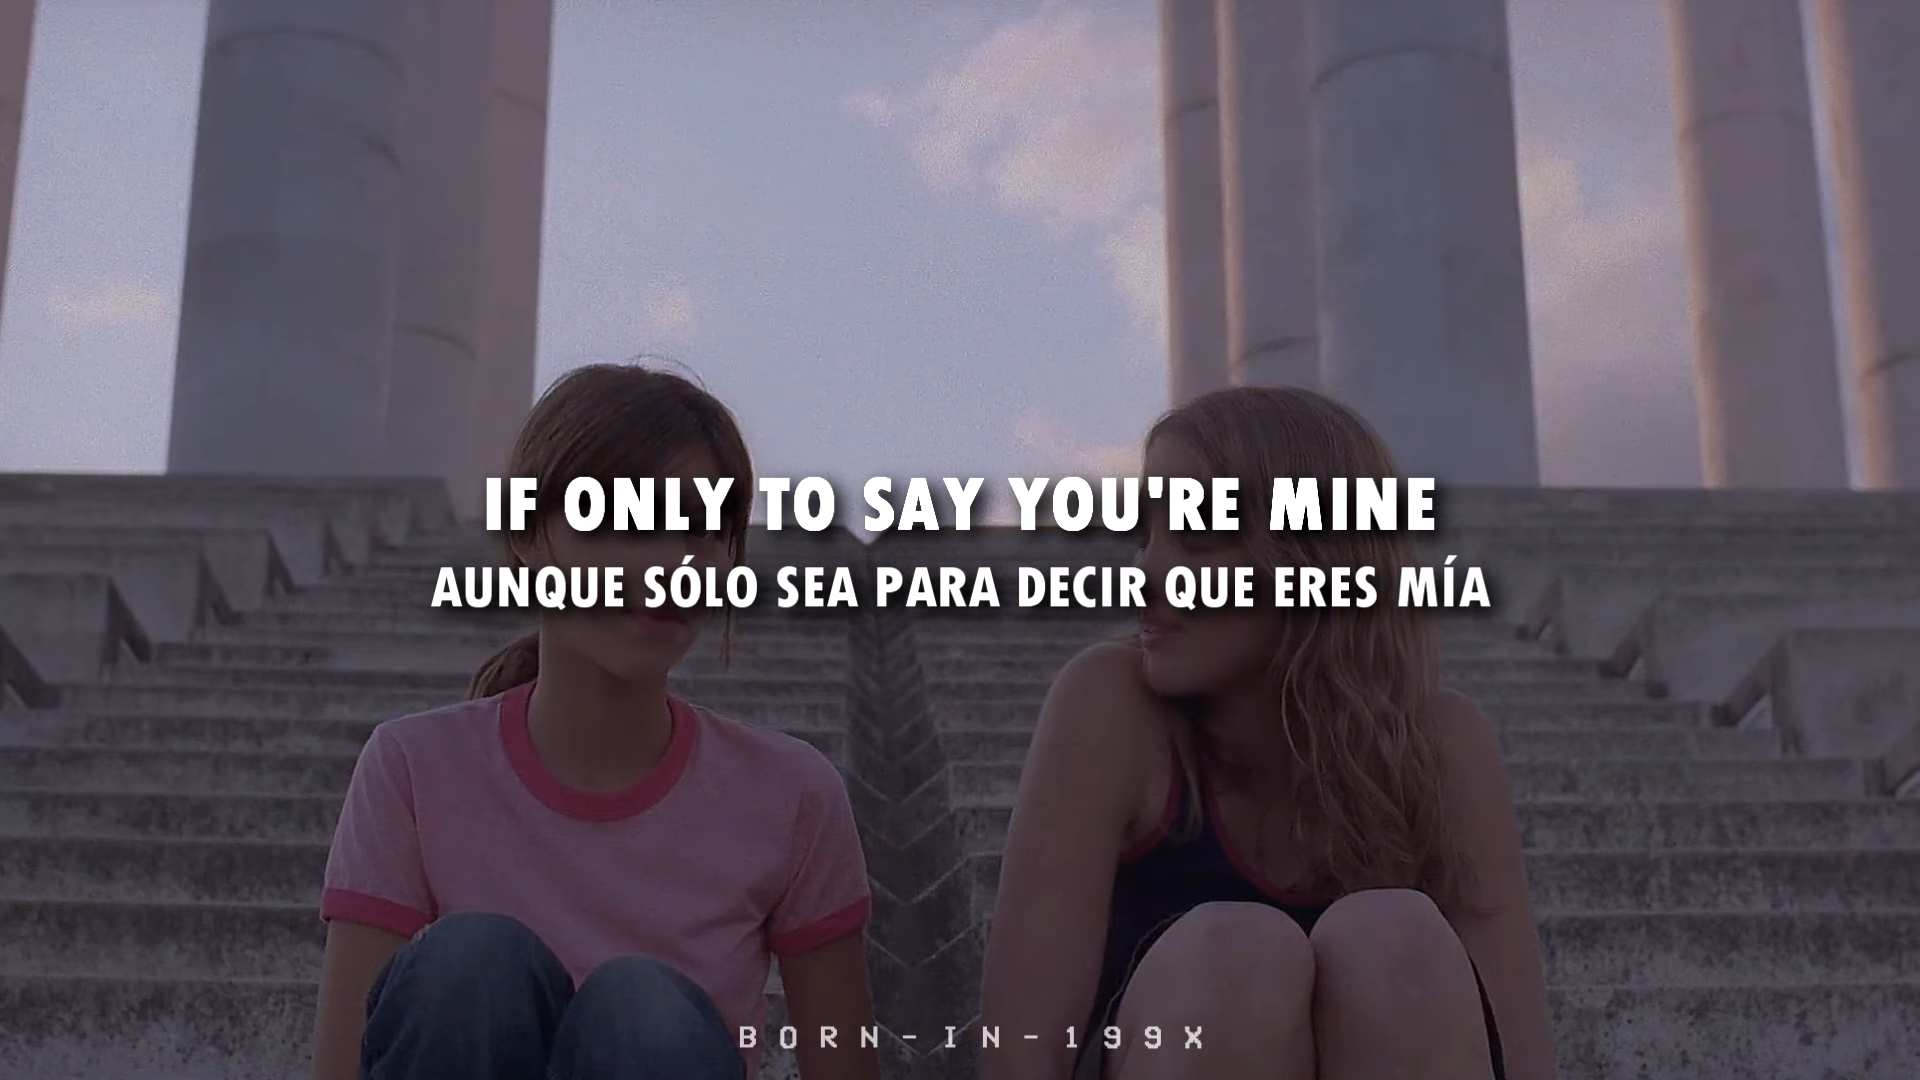 IF ONLY TO SAY YOU'RE MINE
AUNQUE SÓLO SEA PARA DECIR QUE ERES MÍA
BORN-IN-199X